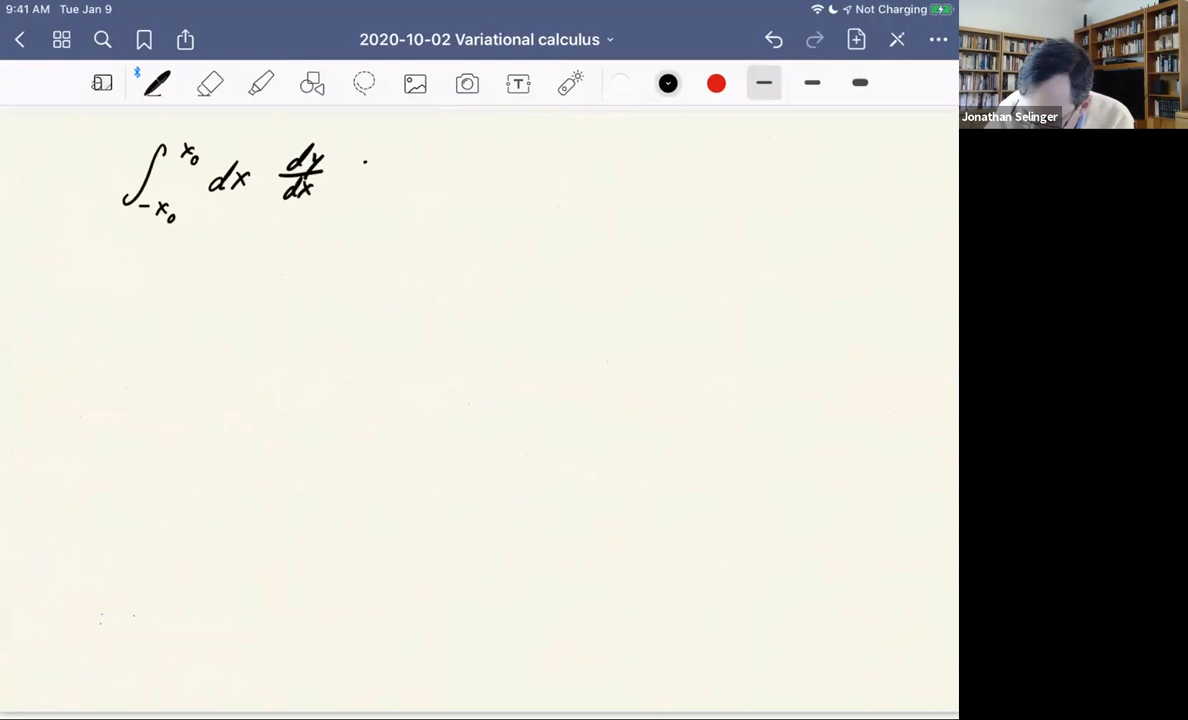 9:41 AM Tue Jan 9
Not Charging
2020-10-02 Variational calculus
T
Jonathan Selinger
∫_{-x₀}^{x₀} dx dy/dx